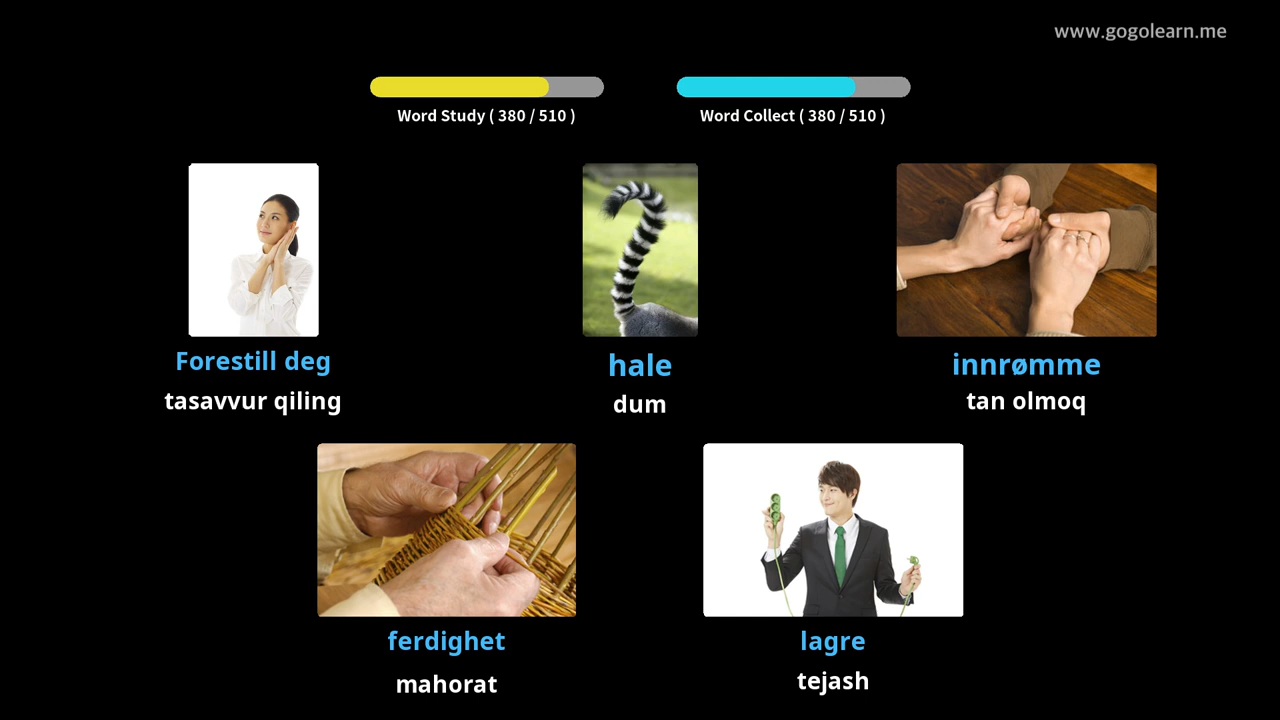 www.gogolearn.me
Word Study ( 380 / 510 )
Word Collect ( 380 / 510 )
Forestill deg
tasavvur qiling
hale
dum
innrømme
tan olmoq
ferdighet
mahorat
lagre
tejash